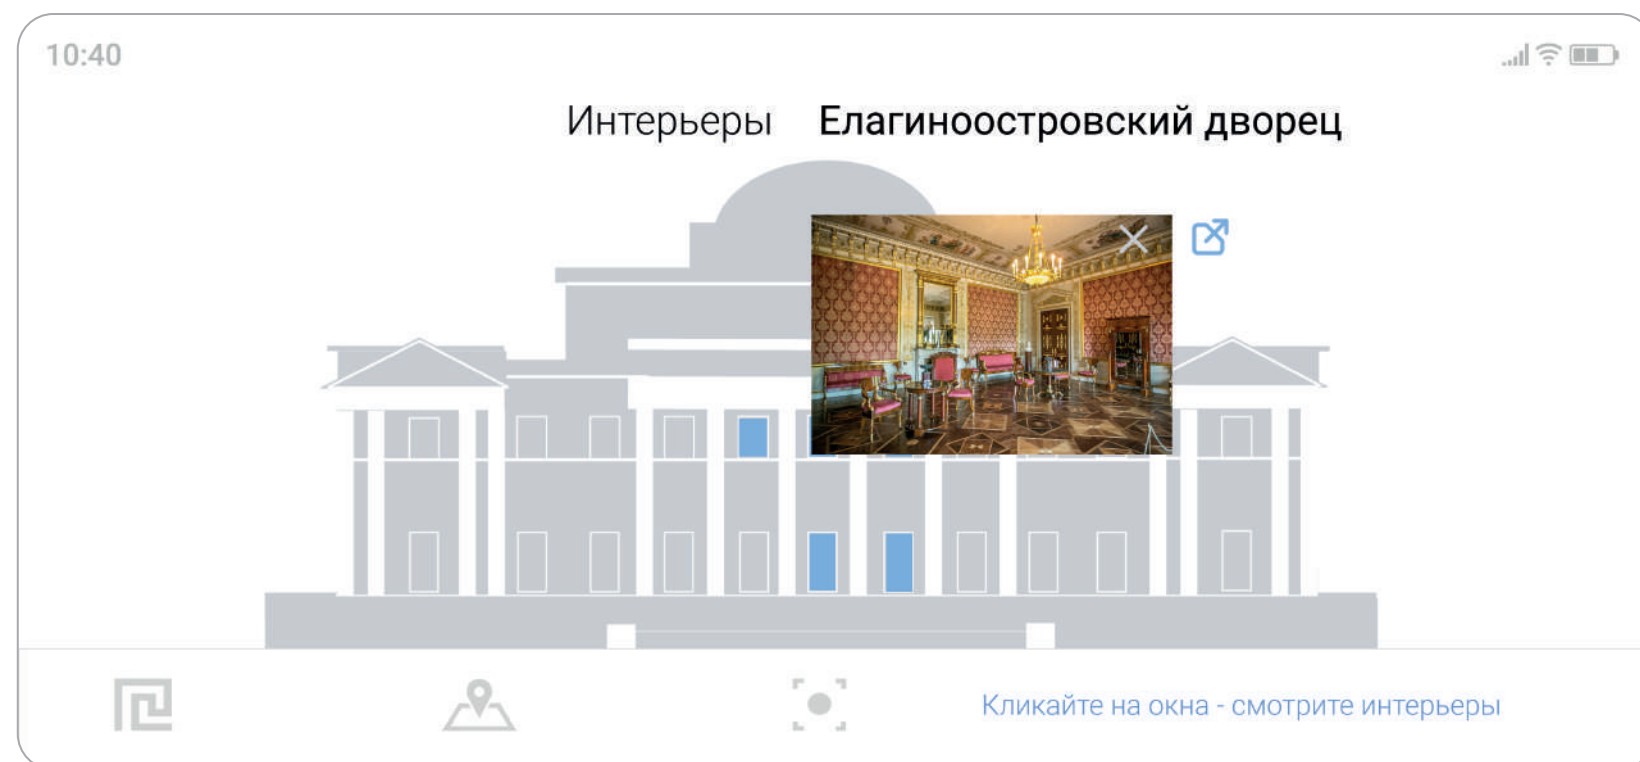 10:40
Интерьеры Елагиноостровский дворец
Кликайте на окна - смотрите интерьеры